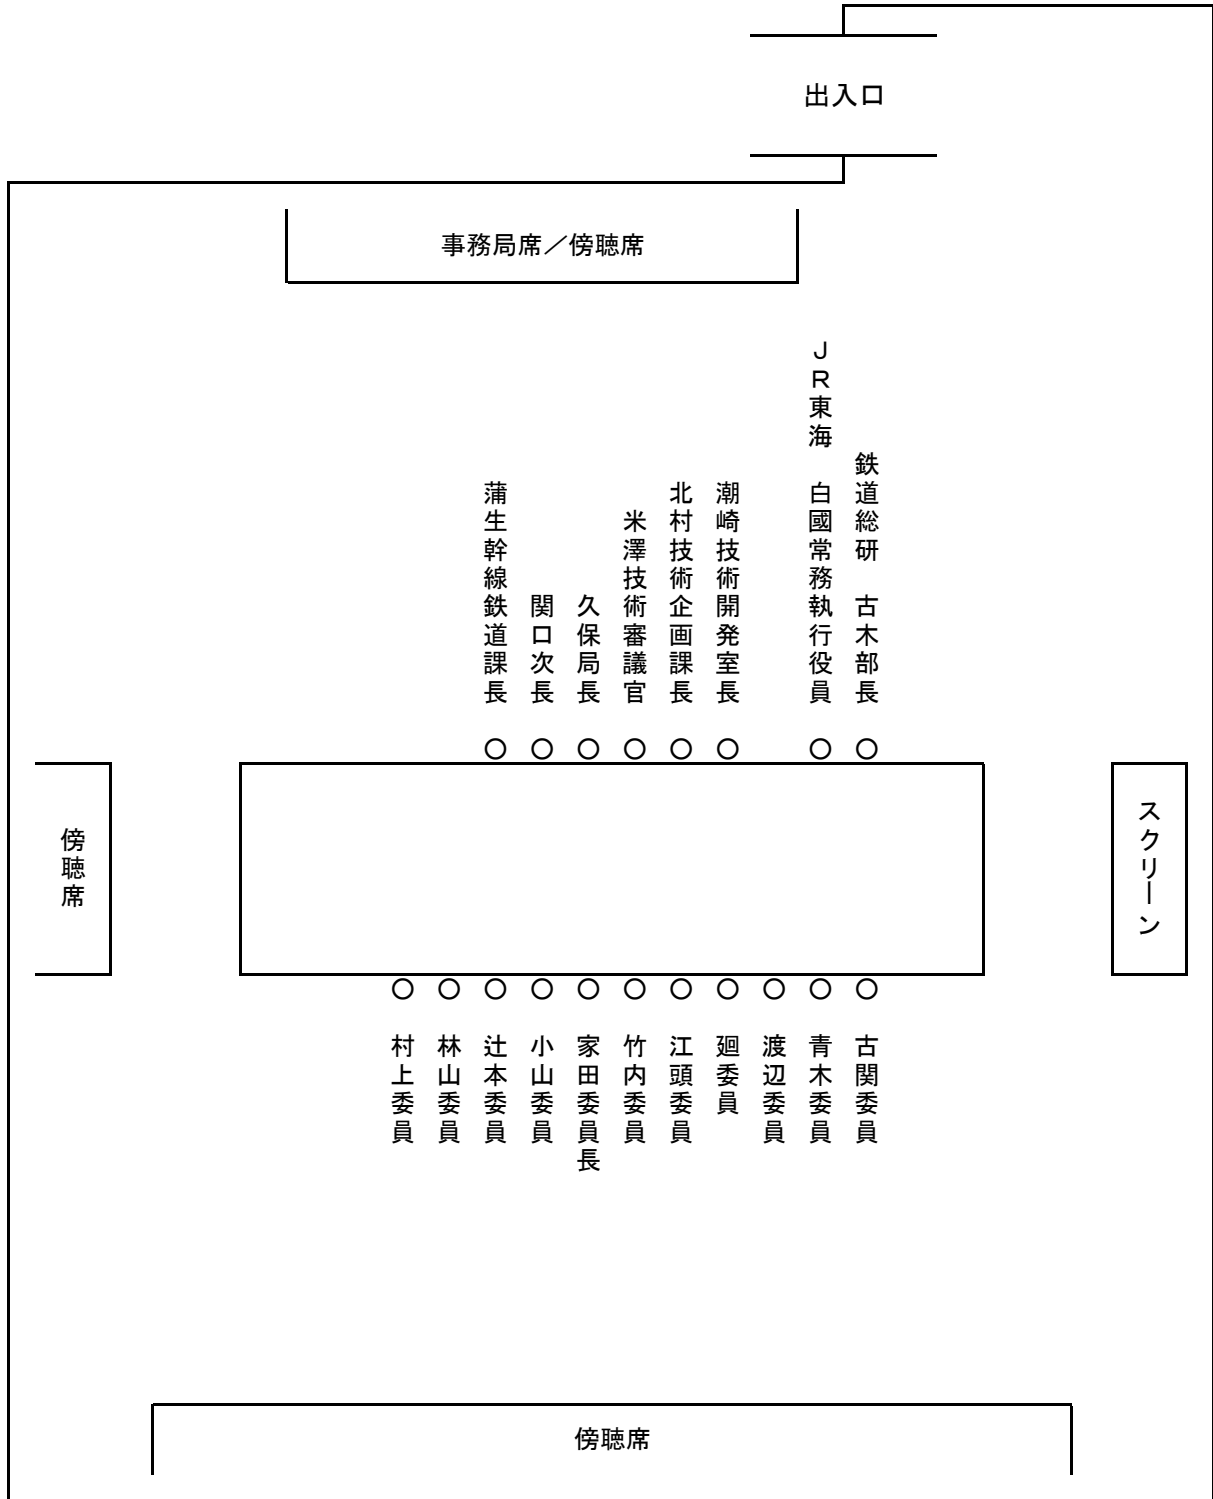 出入口
事務局席／傍聴席
ＪＲ東海　白國常務執行役員
鉄道総研　古木部長
蒲生幹線鉄道課長
関口次長
久保局長
米澤技術審議官
北村技術企画課長
潮崎技術開発室長
傍聴席
スクリーン
村上委員
林山委員
辻本委員
小山委員
家田委員長
竹内委員
江頭委員
廻委員
渡辺委員
青木委員
古関委員
傍聴席